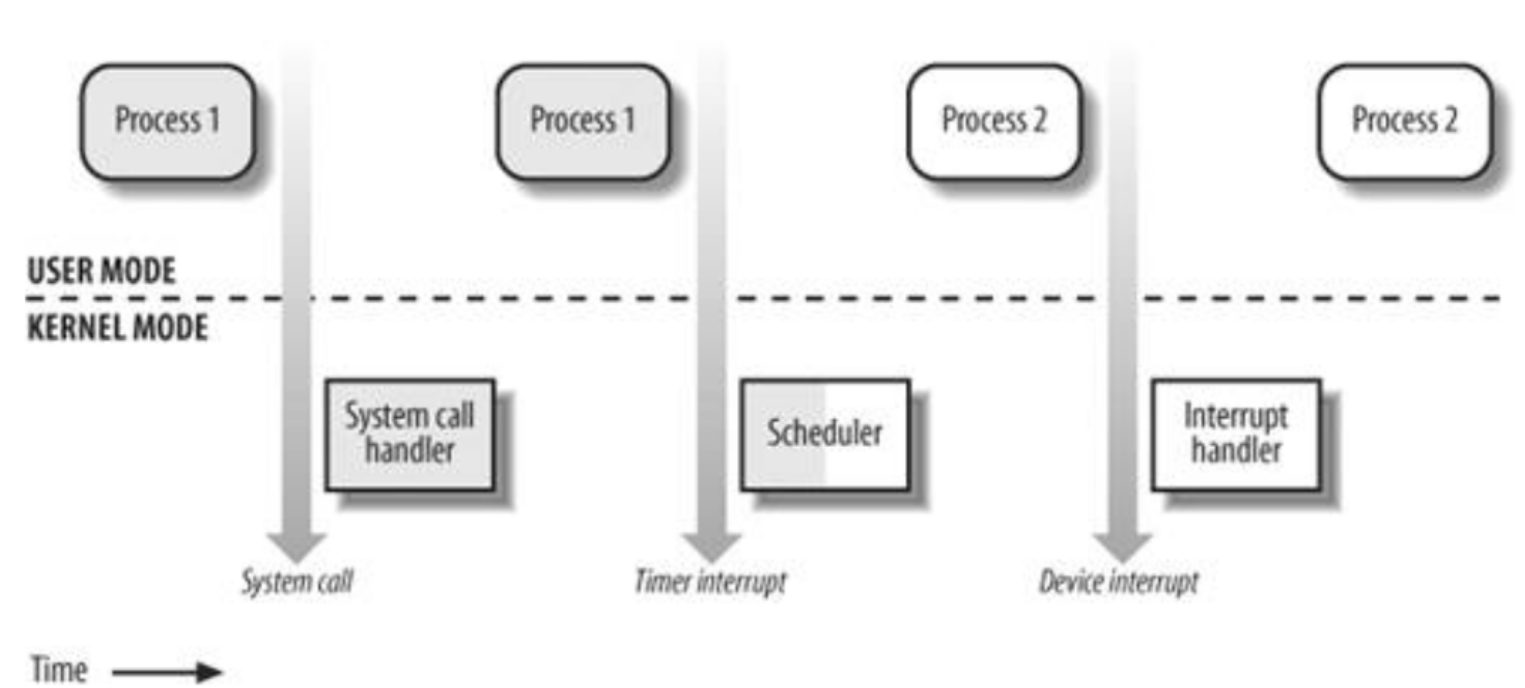 Process 1
Process 1
Process 2
Process 2
USER MODE
KERNEL MODE
System call
handler
Scheduler
Interrupt
handler
System call
Timer interrupt
Device interrupt
Time